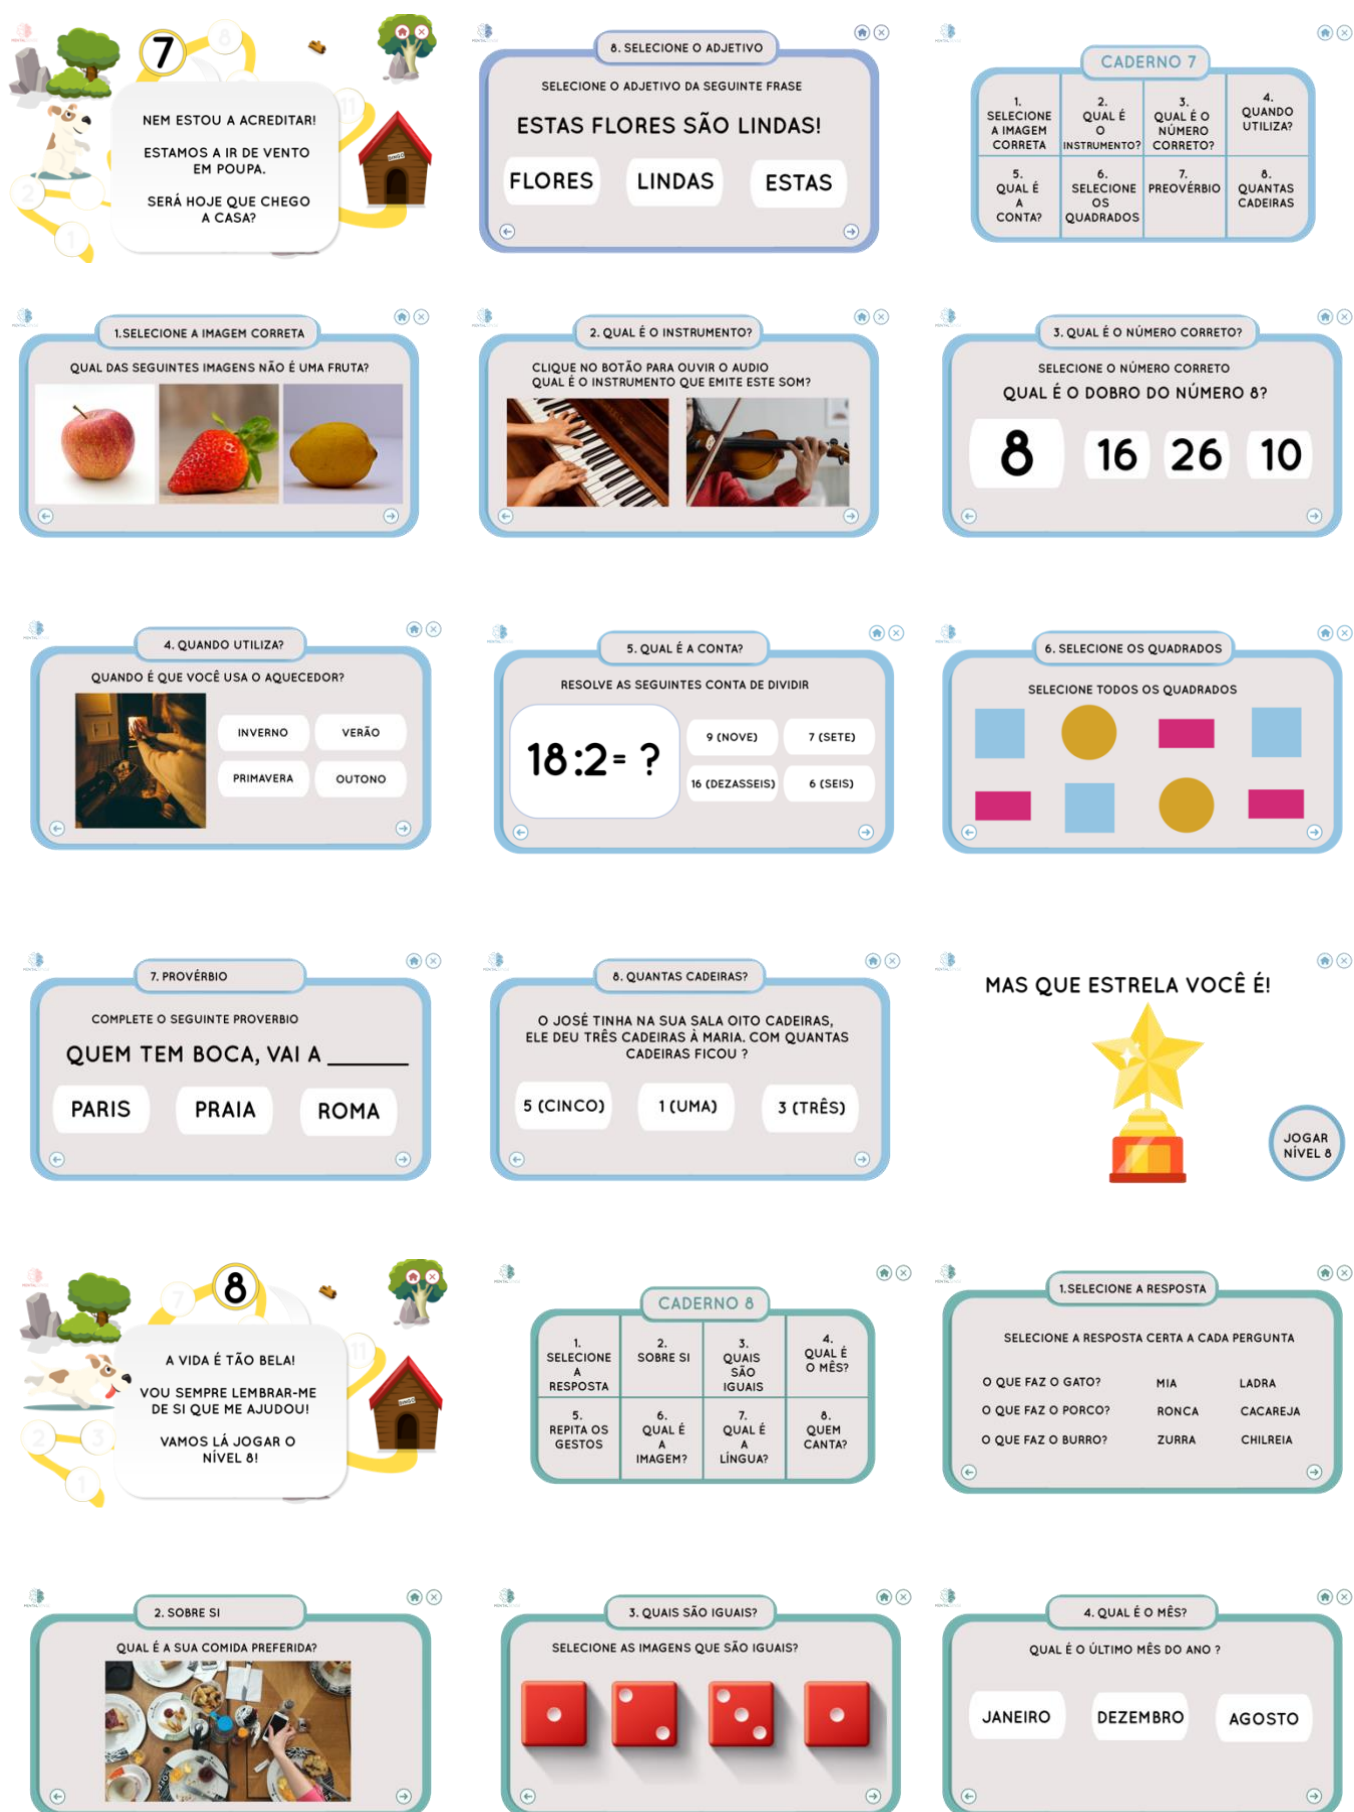 7
8
11
2
1
NEM ESTOU A ACREDITAR!
ESTAMOS A IR DE VENTO
EM POUPA.
SERÁ HOJE QUE CHEGO
A CASA?
8. SELECIONE O ADJETIVO
SELECIONE O ADJETIVO DA SEGUINTE FRASE
ESTAS FLORES SÃO LINDAS!
FLORES
LINDAS
ESTAS
CADERNO 7
1.
SELECIONE
A IMAGEM
CORRETA
2.
QUAL É
O
INSTRUMENTO?
3.
QUAL É O
NÚMERO
CORRETO?
4.
QUANDO
UTILIZA?
5.
QUAL É
A
CONTA?
6.
SELECIONE
OS
QUADRADOS
7.
PREOVÉRBIO
8.
QUANTAS
CADEIRAS
1.SELECIONE A IMAGEM CORRETA
QUAL DAS SEGUINTES IMAGENS NÃO É UMA FRUTA?
2. QUAL É O INSTRUMENTO?
CLIQUE NO BOTÃO PARA OUVIR O AUDIO
QUAL É O INSTRUMENTO QUE EMITE ESTE SOM?
3. QUAL É O NÚMERO CORRETO?
SELECIONE O NÚMERO CORRETO
QUAL É O DOBRO DO NÚMERO 8?
8
16
26
10
4. QUANDO UTILIZA?
QUANDO É QUE VOCÊ USA O AQUECEDOR?
INVERNO
VERÃO
PRIMAVERA
OUTONO
5. QUAL É A CONTA?
RESOLVE AS SEGUINTES CONTA DE DIVIDIR
18:2= ?
9 (NOVE)
7 (SETE)
16 (DEZASSEIS)
6 (SEIS)
6. SELECIONE OS QUADRADOS
SELECIONE TODOS OS QUADRADOS
7. PROVÉRBIO
COMPLETE O SEGUINTE PROVERBIO
QUEM TEM BOCA, VAI A ______
PARIS
PRAIA
ROMA
8. QUANTAS CADEIRAS?
O JOSÉ TINHA NA SUA SALA OITO CADEIRAS,
ELE DEU TRÊS CADEIRAS À MARIA. COM QUANTAS
CADEIRAS FICOU ?
5 (CINCO)
1 (UMA)
3 (TRÊS)
MAS QUE ESTRELA VOCÊ É!
JOGAR
NÍVEL 8
7
8
11
2
3
1
A VIDA É TÃO BELA!
VOU SEMPRE LEMBRAR-ME
DE SI QUE ME AJUDOU!
VAMOS LÁ JOGAR O
NÍVEL 8!
CADERNO 8
1.
SELECIONE
A
RESPOSTA
2.
SOBRE SI
3.
QUAIS
SÃO
IGUAIS
4.
QUAL É
O MÊS?
5.
REPITA OS
GESTOS
6.
QUAL É
A
IMAGEM?
7.
QUAL É
A
LÍNGUA?
8.
QUEM
CANTA?
1.SELECIONE A RESPOSTA
SELECIONE A RESPOSTA CERTA A CADA PERGUNTA
O QUE FAZ O GATO? MIA LADRA
O QUE FAZ O PORCO? RONCA CACAREJA
O QUE FAZ O BURRO? ZURRA CHILREIA
2. SOBRE SI
QUAL É A SUA COMIDA PREFERIDA?
3. QUAIS SÃO IGUAIS?
SELECIONE AS IMAGENS QUE SÃO IGUAIS?
4. QUAL É O MÊS?
QUAL É O ÚLTIMO MÊS DO ANO ?
JANEIRO
DEZEMBRO
AGOSTO